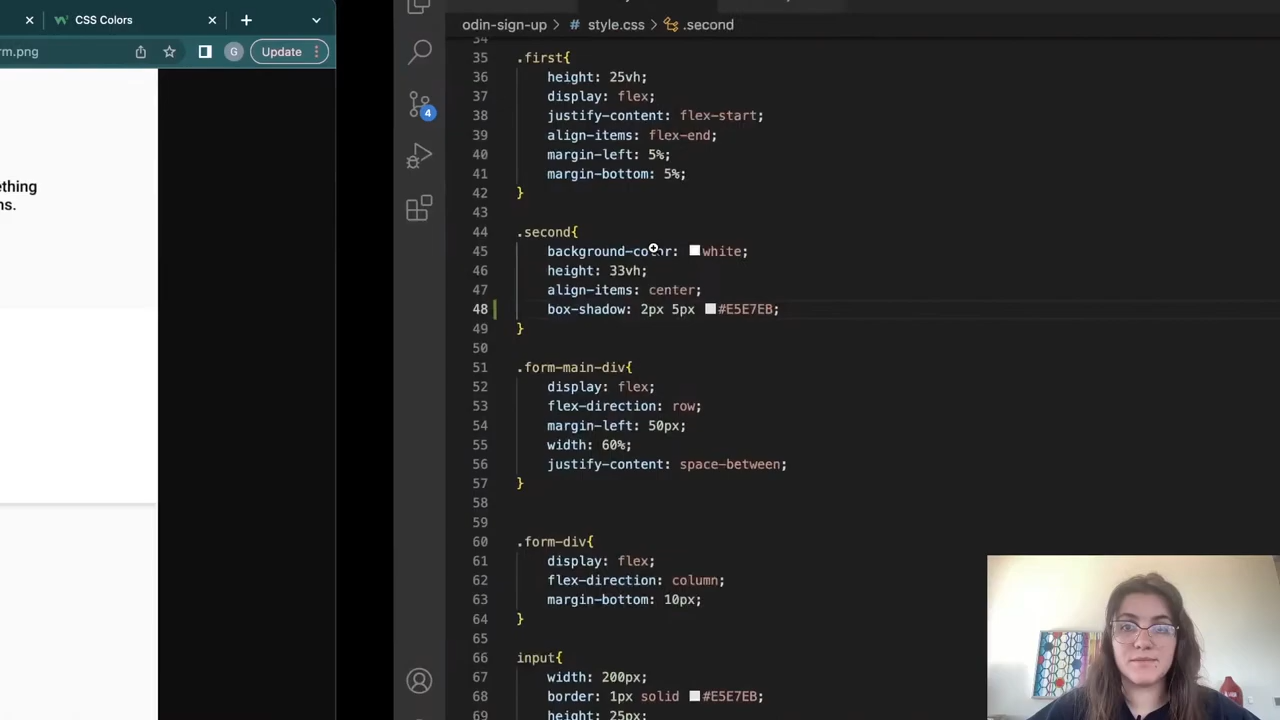 CSS Colors
rm.png
G
Update
ething
ns.
odin-sign-up > # style.css > .second
34
35 .first{
36 height: 25vh;
37 display: flex;
38 justify-content: flex-start;
39 align-items: flex-end;
40 margin-left: 5%;
41 margin-bottom: 5%;
42 }
43
44 .second{
45 background-color: white;
46 height: 33vh;
47 align-items: center;
48 box-shadow: 2px 5px #E5E7EB;
49 }
50
51 .form-main-div{
52 display: flex;
53 flex-direction: row;
54 margin-left: 50px;
55 width: 60%;
56 justify-content: space-between;
57 }
58
59
60 .form-div{
61 display: flex;
62 flex-direction: column;
63 margin-bottom: 10px;
64 }
65
66 input{
67 width: 200px;
68 border: 1px solid #E5E7EB;
69 height: 25px;
4